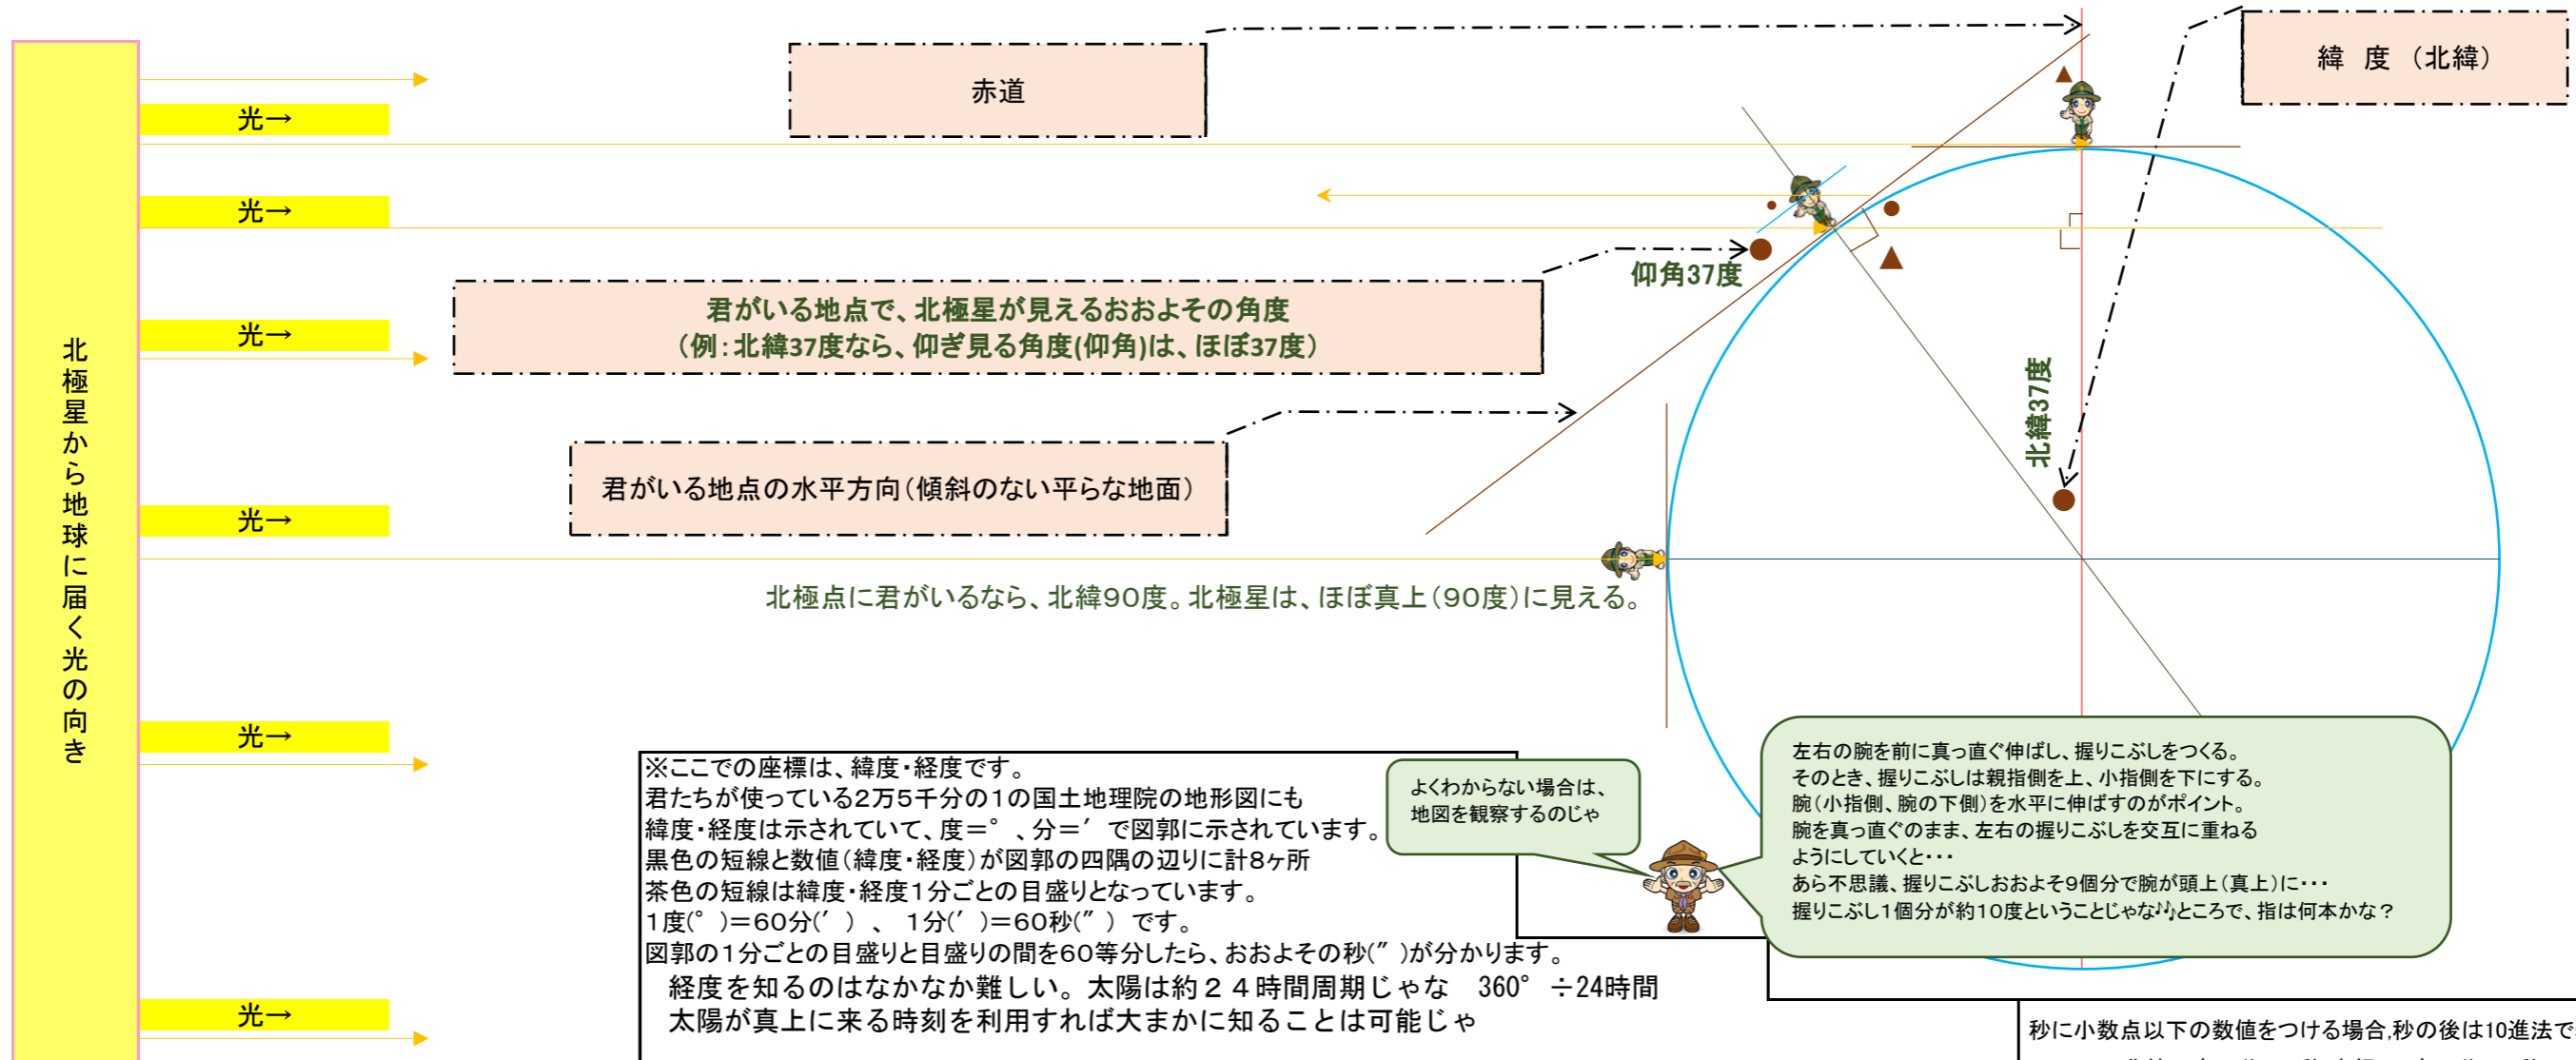 赤道
緯 度 （北緯）
光→
光→
仰角37度
君がいる地点で、北極星が見えるおおよその角度
（例：北緯37度なら、仰ぎ見る角度(仰角)は、ほぼ37度）
光→
北極星から地球に届く光の向き
北緯37度
君がいる地点の水平方向（傾斜のない平らな地面）
光→
北極点に君がいるなら、北緯90度。北極星は、ほぼ真上（90度）に見える。
光→
※ここでの座標は、緯度・経度です。
君たちが使っている2万5千分の1の国土地理院の地形図にも
緯度・経度は示されていて、度＝°、分＝′で図郭に示されています。
黒色の短線と数値（緯度・経度）が図郭の四隅の辺りに計8ヶ所
茶色の短線は緯度・経度1分ごとの目盛りとなっています。
1度(°)＝60分(′) 、 1分(′)＝60秒(″) です。
図郭の1分ごとの目盛りと目盛りの間を60等分したら、おおよその秒(″)が分かります。
経度を知るのはなかなか難しい。太陽は約２４時間周期じゃな　360°÷24時間
太陽が真上に来る時刻を利用すれば大まかに知ることは可能じゃ
よくわからない場合は、
地図を観察するのじゃ
左右の腕を前に真っ直ぐ伸ばし、握りこぶしをつくる。
そのとき、握りこぶしは親指側を上、小指側を下にする。
腕（小指側、腕の下側）を水平に伸ばすのがポイント。
腕を真っ直ぐのまま、左右の握りこぶしを交互に重ねる
ようにしていくと・・・
あら不思議、握りこぶしおおよそ9個分で腕が頭上（真上）に・・・
握りこぶし1個分が約10度ということじゃな♪♪ところで、指は何本かな？
光→
秒に小数点以下の数値をつける場合,秒の後は10進法で